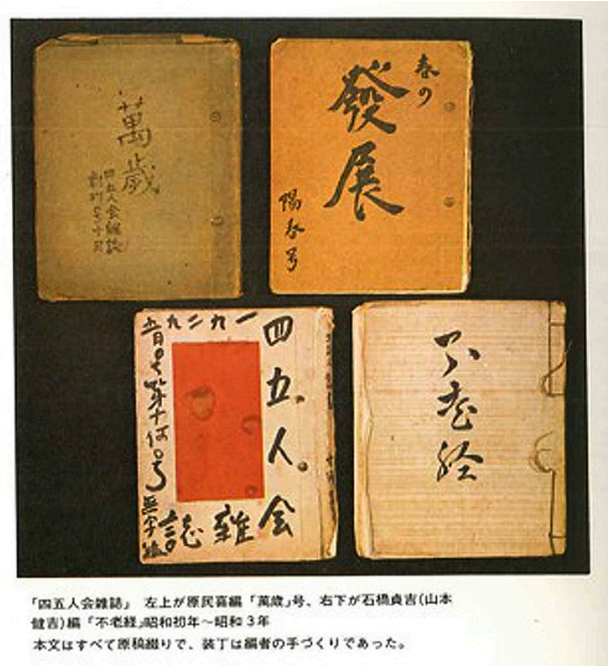 萬歳
四五人会雑誌
春の
發展
陽春号
四五人会
雑誌
一九二九
不老経
「四五人会雑誌」 左上が原民喜編「萬歳」号、右下が石橋貞吉(山本
健吉)編『不老経』昭和初年〜昭和3年
本文はすべて原稿綴りで、装丁は編者の手づくりであった。